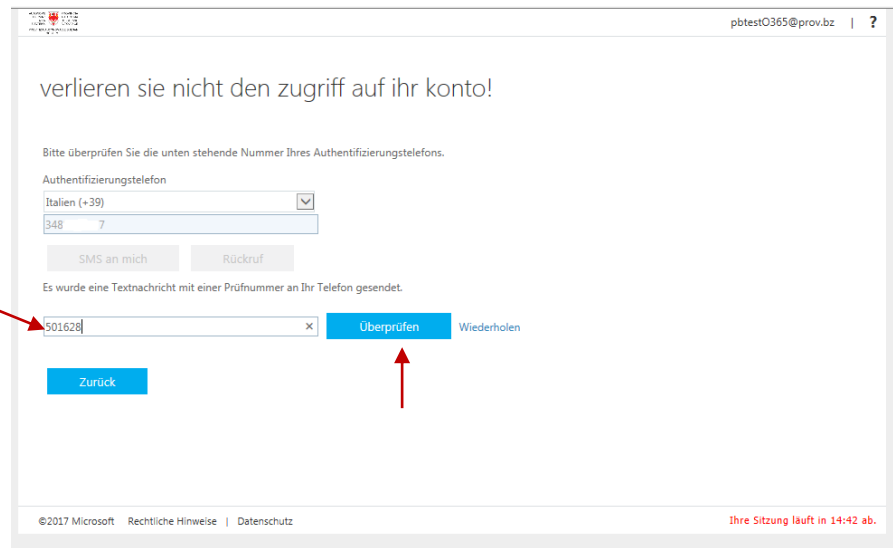 pbtestO365@prov.bz | ?
verlieren sie nicht den zugriff auf ihr konto!
Bitte überprüfen Sie die unten stehende Nummer Ihres Authentifizierungstelefons.
Authentifizierungstelefon
Italien (+39)
348 7
SMS an mich Rückruf
Es wurde eine Textnachricht mit einer Prüfnummer an Ihr Telefon gesendet.
501628 × Überprüfen Wiederholen
Zurück
©2017 Microsoft Rechtliche Hinweise | Datenschutz Ihre Sitzung läuft in 14:42 ab.